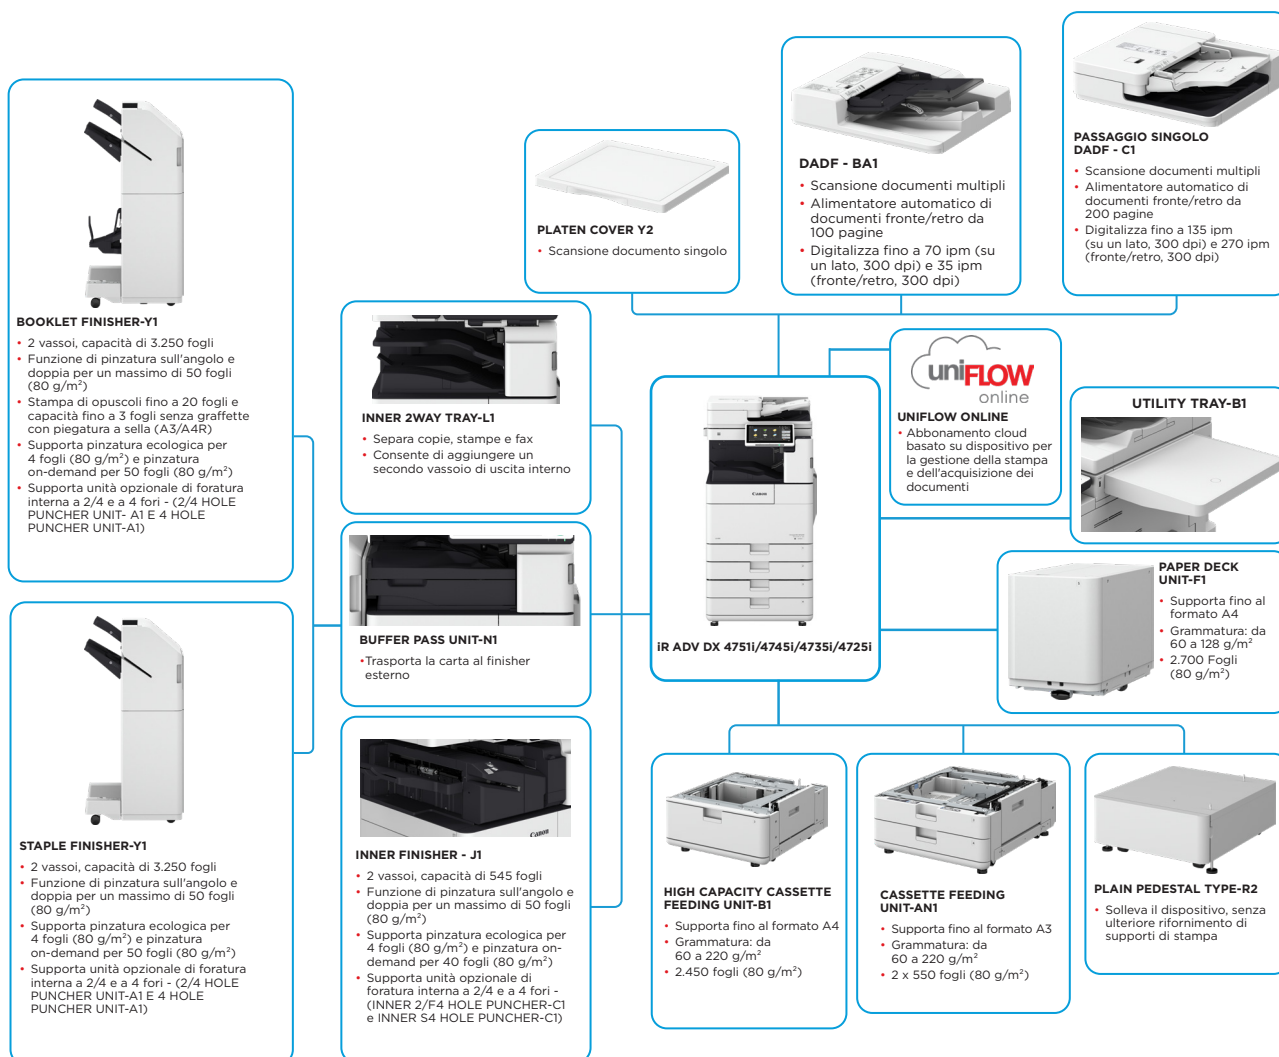 BOOKLET FINISHER-Y1
• 2 vassoi, capacità di 3.250 fogli
• Funzione di pinzatura sull'angolo e
doppia per un massimo di 50 fogli
(80 g/m²)
• Stampa di opuscoli fino a 20 fogli e
capacità fino a 3 fogli senza graffette
con piegatura a sella (A3/A4R)
• Supporta pinzatura ecologica per
4 fogli (80 g/m²) e pinzatura
on-demand per 50 fogli (80 g/m²)
• Supporta unità opzionale di foratura
interna a 2/4 e a 4 fori - (2/4 HOLE
PUNCHER UNIT- A1 E 4 HOLE
PUNCHER UNIT-A1)
STAPLE FINISHER-Y1
• 2 vassoi, capacità di 3.250 fogli
• Funzione di pinzatura sull'angolo e
doppia per un massimo di 50 fogli
(80 g/m²)
• Supporta pinzatura ecologica per
4 fogli (80 g/m²) e pinzatura
on-demand per 50 fogli (80 g/m²)
• Supporta unità opzionale di foratura
interna a 2/4 e a 4 fori - (2/4 HOLE
PUNCHER UNIT-A1 E 4 HOLE
PUNCHER UNIT-A1)
INNER 2WAY TRAY-L1
• Separa copie, stampe e fax
• Consente di aggiungere un
secondo vassoio di uscita interno
BUFFER PASS UNIT-N1
•Trasporta la carta al finisher
esterno
Canon
INNER FINISHER - J1
• 2 vassoi, capacità di 545 fogli
• Funzione di pinzatura sull'angolo e
doppia per un massimo di 50 fogli
(80 g/m²)
• Supporta pinzatura ecologica per
4 fogli (80 g/m²) e pinzatura on-
demand per 40 fogli (80 g/m²)
• Supporta unità opzionale di
foratura interna a 2/4 e a 4 fori -
(INNER 2/F4 HOLE PUNCHER-C1
e INNER S4 HOLE PUNCHER-C1)
PLATEN COVER Y2
• Scansione documento singolo
DADF - BA1
• Scansione documenti multipli
• Alimentatore automatico di
documenti fronte/retro da
100 pagine
• Digitalizza fino a 70 ipm (su
un lato, 300 dpi) e 35 ipm
(fronte/retro, 300 dpi)
PASSAGGIO SINGOLO
DADF - C1
• Scansione documenti multipli
• Alimentatore automatico di
documenti fronte/retro da
200 pagine
• Digitalizza fino a 135 ipm
(su un lato, 300 dpi) e 270 ipm
(fronte/retro, 300 dpi)
uniFLOW
online
UNIFLOW ONLINE
• Abbonamento cloud
basato su dispositivo per
la gestione della stampa
e dell'acquisizione dei
documenti
UTILITY TRAY-B1
Canon
iR ADV DX 4751i/4745i/4735i/4725i
PAPER DECK
UNIT-F1
• Supporta fino al
formato A4
• Grammatura: da
60 a 128 g/m²
• 2.700 Fogli
(80 g/m²)
HIGH CAPACITY CASSETTE
FEEDING UNIT-B1
• Supporta fino al formato A4
• Grammatura: da
60 a 220 g/m²
• 2.450 fogli (80 g/m²)
CASSETTE FEEDING
UNIT-AN1
• Supporta fino al formato A3
• Grammatura: da
60 a 220 g/m²
• 2 x 550 fogli (80 g/m²)
PLAIN PEDESTAL TYPE-R2
• Solleva il dispositivo, senza
ulteriore rifornimento di
supporti di stampa